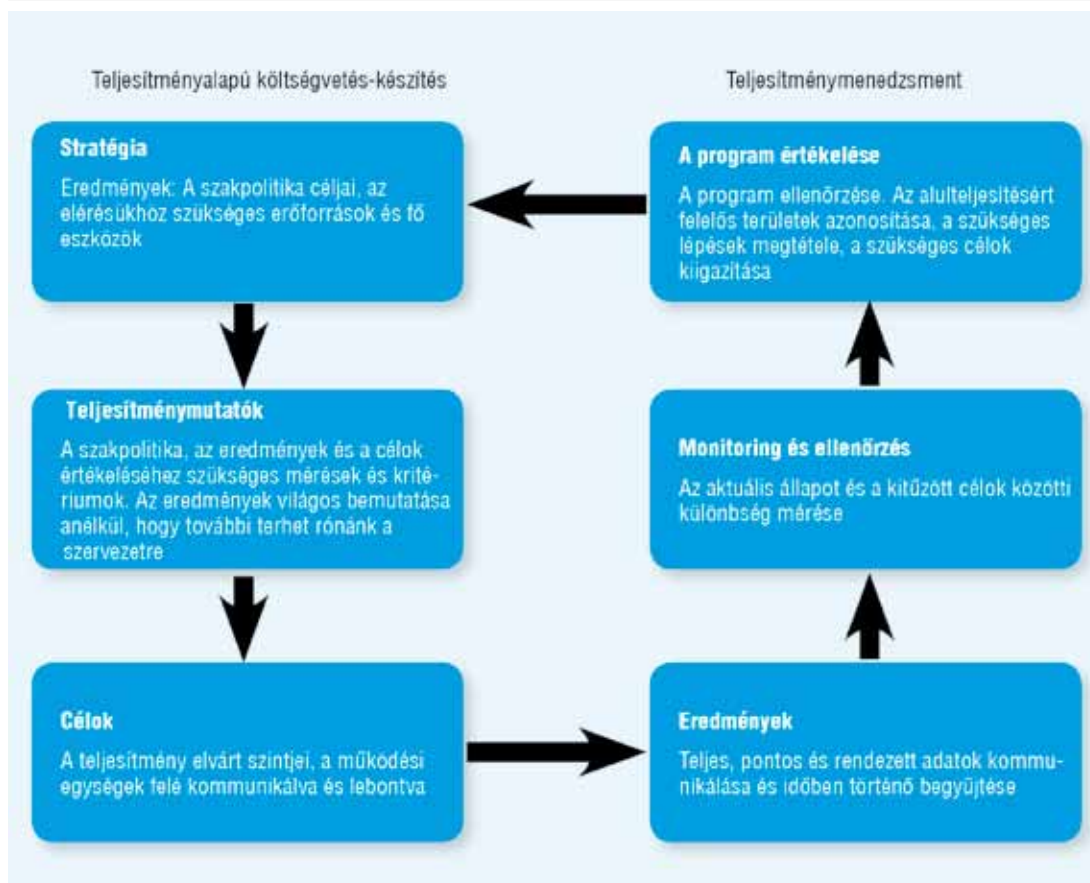 Teljesítményalapú költségvetés-készítés
Stratégia
Eredmények: A szakpolitika céljai, az
elérésükhoz szükséges erőforrások és fő
eszközök
Teljesítménymutatók
A szakpolitika, az eredmények és a célok
értékeléséhez szükséges mérések és krité-
riumok. Az eredmények világos bemutatása
anélkül, hogy további terhet rónánk a
szervezetre
Célok
A teljesítmény elvárt szintjei, a működési
egységek felé kommunikálva és lebontva
Teljesítménymenedzsment
A program értékelése
A program ellenőrzése. Az alulteljesítésért
felelős területek azonosítása, a szükséges
lépések megtétele, a szükséges célok
kiigazítása
Monitoring és ellenőrzés
Az aktuális állapot és a kitűzött célok közötti
különbség mérése
Eredmények
Teljes, pontos és rendezett adatok kommu-
nikálása és időben történő begyűjtése